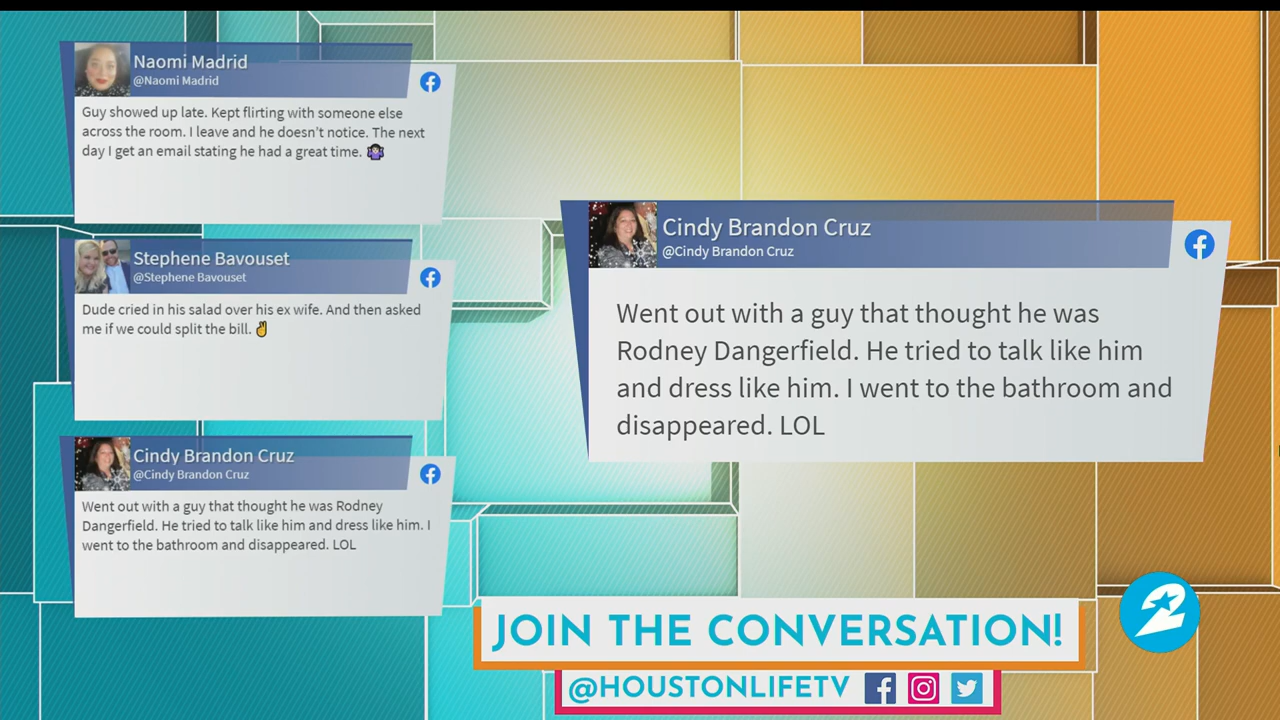 Naomi Madrid
@Naomi Madrid
Guy showed up late. Kept flirting with someone else
across the room. I leave and he doesn't notice. The next
day I get an email stating he had a great time. 🤷🏻‍♀️
Stephene Bavouset
@Stephene Bavouset
Dude cried in his salad over his ex wife. And then asked
me if we could split the bill. ✌️
Cindy Brandon Cruz
@Cindy Brandon Cruz
Went out with a guy that thought he was Rodney
Dangerfield. He tried to talk like him and dress like him. I
went to the bathroom and disappeared. LOL
Cindy Brandon Cruz
@Cindy Brandon Cruz
Went out with a guy that thought he was
Rodney Dangerfield. He tried to talk like him
and dress like him. I went to the bathroom and
disappeared. LOL
JOIN THE CONVERSATION!
@HOUSTONLIFETV
2